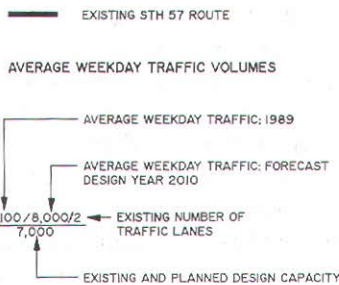 EXISTING STH 57 ROUTE
AVERAGE WEEKDAY TRAFFIC VOLUMES
AVERAGE WEEKDAY TRAFFIC: 1989
AVERAGE WEEKDAY TRAFFIC: FORECAST
DESIGN YEAR 2010
100/8,000/2
7,000
EXISTING NUMBER OF
TRAFFIC LANES
EXISTING AND PLANNED DESIGN CAPACITY